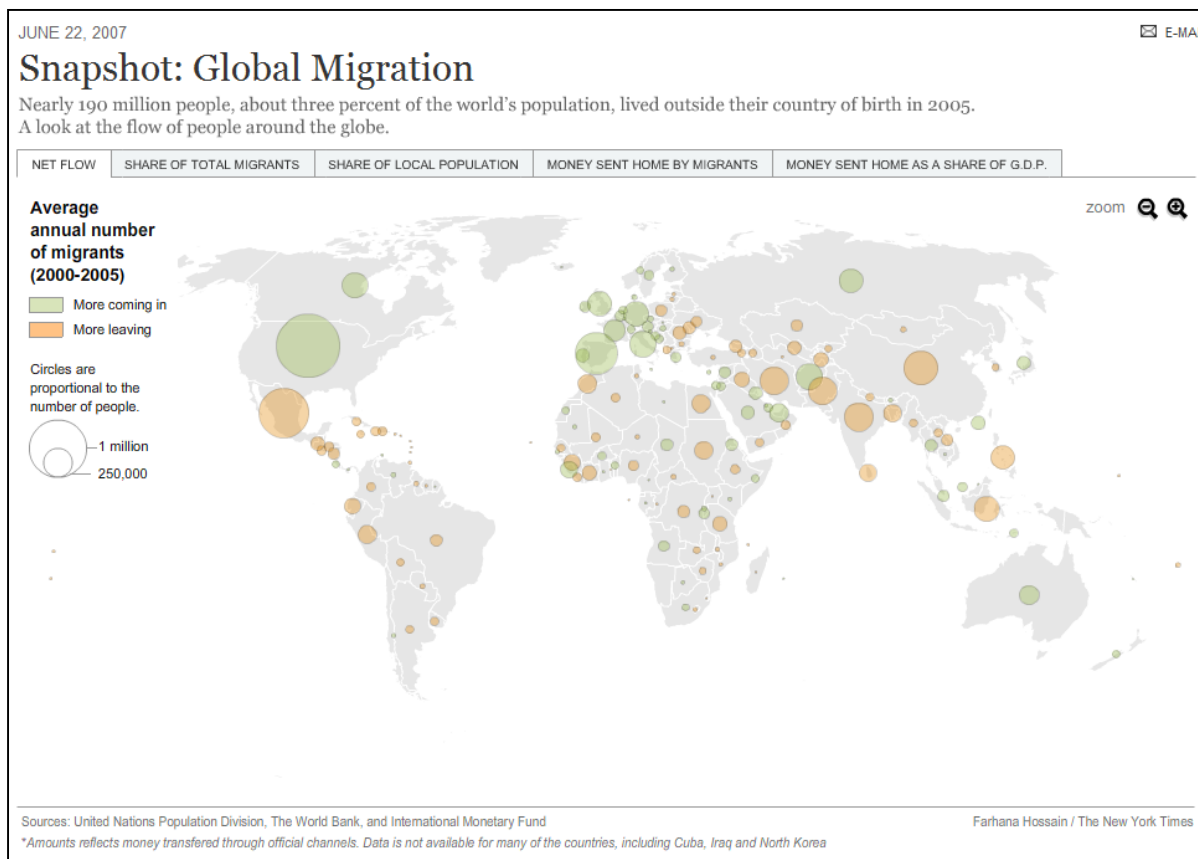 JUNE 22, 2007
E-MA
Snapshot: Global Migration
Nearly 190 million people, about three percent of the world's population, lived outside their country of birth in 2005.
A look at the flow of people around the globe.
NET FLOW
SHARE OF TOTAL MIGRANTS
SHARE OF LOCAL POPULATION
MONEY SENT HOME BY MIGRANTS
MONEY SENT HOME AS A SHARE OF G.D.P.
Average
annual number
of migrants
(2000-2005)
More coming in
More leaving
Circles are
proportional to the
number of people.
1 million
250,000
zoom
Sources: United Nations Population Division, The World Bank, and International Monetary Fund
Farhana Hossain / The New York Times
*Amounts reflects money transfered through official channels. Data is not available for many of the countries, including Cuba, Iraq and North Korea